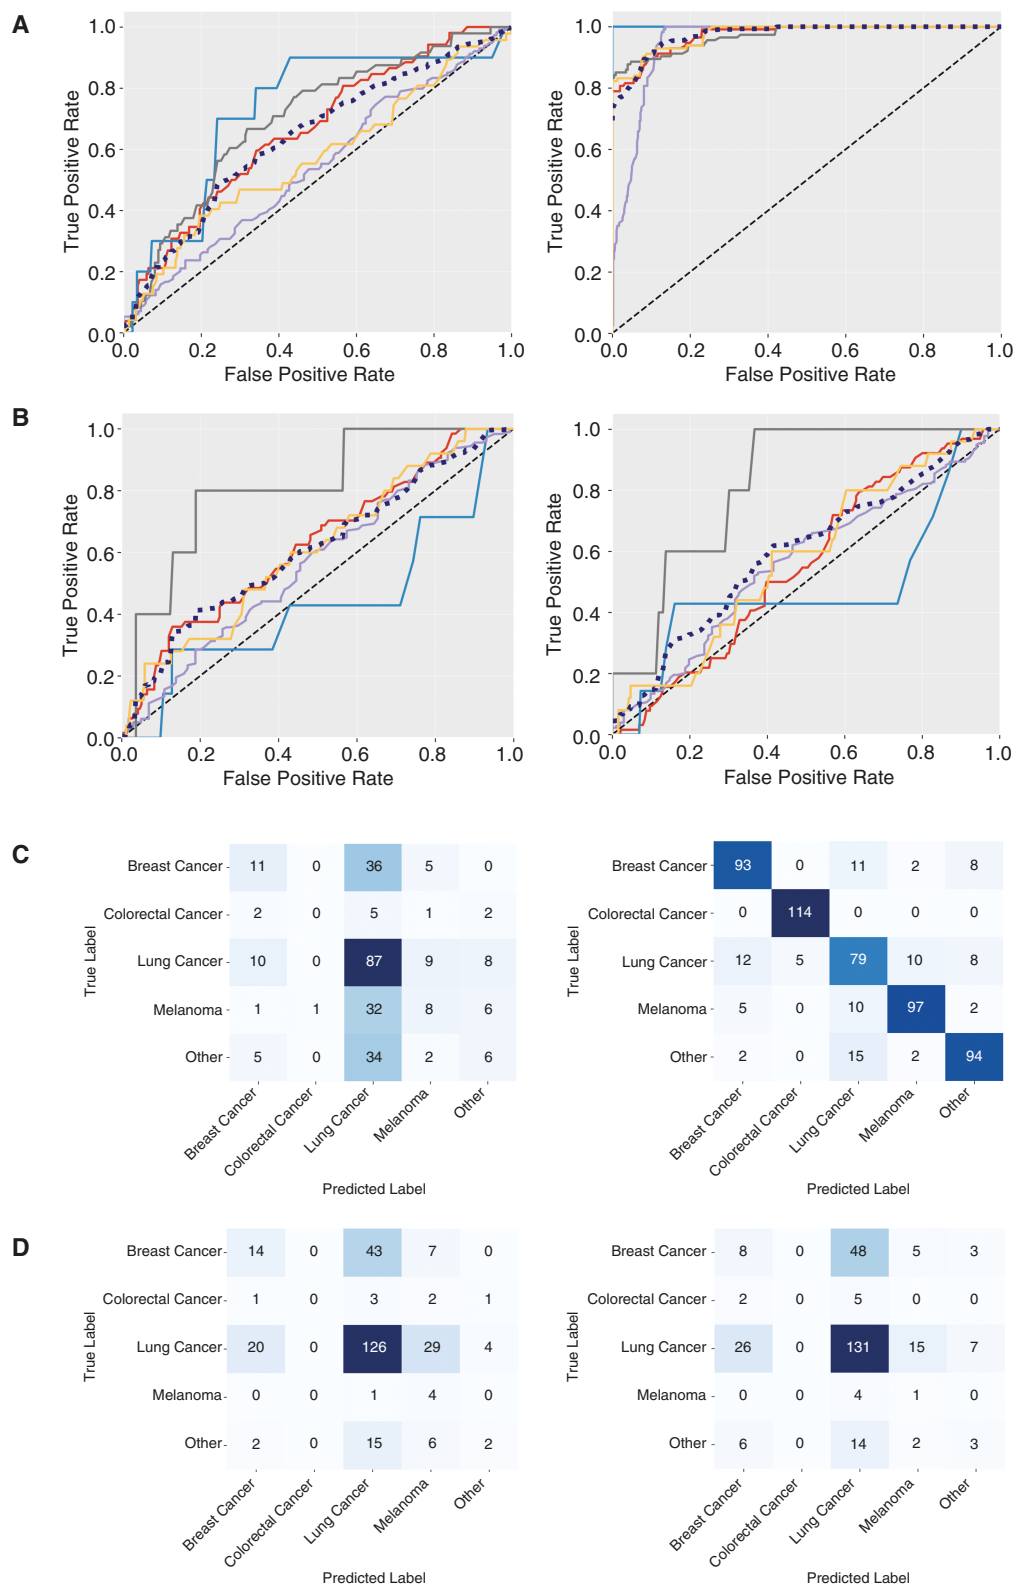 A
1.0
0.8
0.6
0.4
0.2
0.0
True Positive Rate
0.0 0.2 0.4 0.6 0.8 1.0
False Positive Rate
1.0
0.8
0.6
0.4
0.2
0.0
True Positive Rate
0.0 0.2 0.4 0.6 0.8 1.0
False Positive Rate
B
1.0
0.8
0.6
0.4
0.2
0.0
True Positive Rate
0.0 0.2 0.4 0.6 0.8 1.0
False Positive Rate
1.0
0.8
0.6
0.4
0.2
0.0
True Positive Rate
0.0 0.2 0.4 0.6 0.8 1.0
False Positive Rate
C
True Label
Breast Cancer 11 0 36 5 0
Colorectal Cancer 2 0 5 1 2
Lung Cancer 10 0 87 9 8
Melanoma 1 1 32 8 6
Other 5 0 34 2 6
Breast Cancer Colorectal Cancer Lung Cancer Melanoma Other
Predicted Label
True Label
Breast Cancer 93 0 11 2 8
Colorectal Cancer 0 114 0 0 0
Lung Cancer 12 5 79 10 8
Melanoma 5 0 10 97 2
Other 2 0 15 2 94
Breast Cancer Colorectal Cancer Lung Cancer Melanoma Other
Predicted Label
D
True Label
Breast Cancer 14 0 43 7 0
Colorectal Cancer 1 0 3 2 1
Lung Cancer 20 0 126 29 4
Melanoma 0 0 1 4 0
Other 2 0 15 6 2
Breast Cancer Colorectal Cancer Lung Cancer Melanoma Other
Predicted Label
True Label
Breast Cancer 8 0 48 5 3
Colorectal Cancer 2 0 5 0 0
Lung Cancer 26 0 131 15 7
Melanoma 0 0 4 1 0
Other 6 0 14 2 3
Breast Cancer Colorectal Cancer Lung Cancer Melanoma Other
Predicted Label